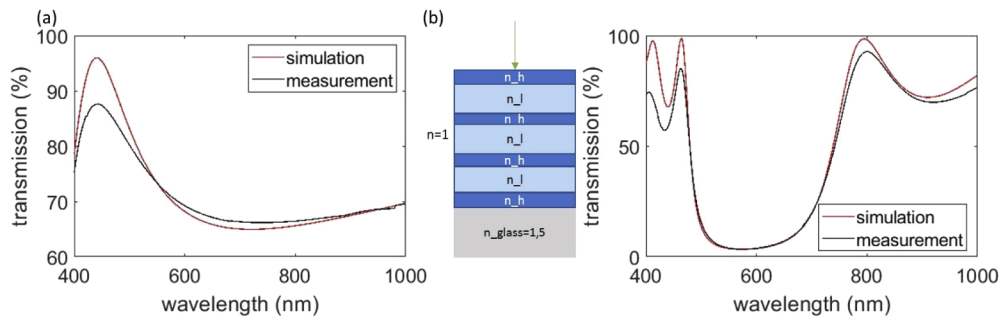 (a)
100
90
80
70
60
transmission (%)
simulation
measurement
400
600
800
1000
wavelength (nm)
(b)
n_h
n_l
n_h
n=1
n_l
n_h
n_l
n_h
n_glass=1,5
100
50
0
transmission (%)
simulation
measurement
400
600
800
1000
wavelength (nm)